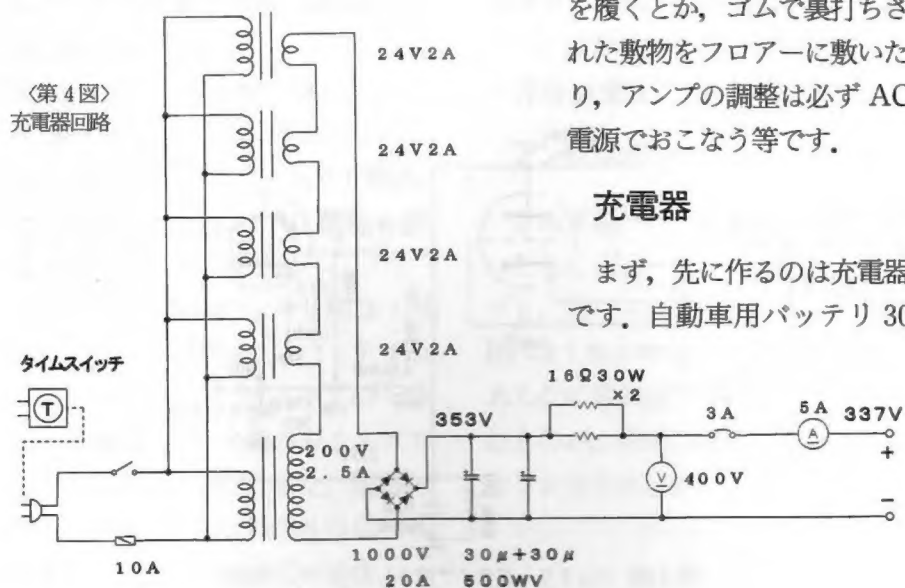 〈第4図〉
充電器回路
24V2A
24V2A
24V2A
24V2A
タイムスイッチ
T
10A
200V
2.5A
1000V
20A
353V
30μ+30μ
500WV
16Ω30W
×2
V
400V
3A
5A
A
337V
+
−
を履くとか，ゴムで裏打ちさ
れた敷物をフロアーに敷いた
り，アンプの調整は必ず AC
電源でおこなう等です．
充電器
まず，先に作るのは充電器
です．自動車用バッテリ 30